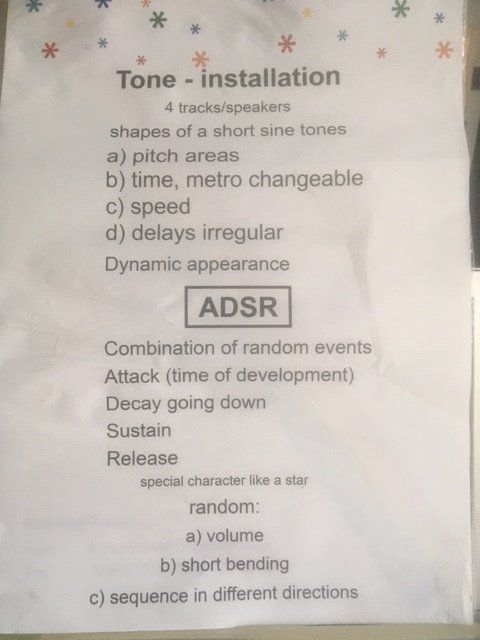 Tone - installation
4 tracks/speakers
shapes of a short sine tones
a) pitch areas
b) time, metro changeable
c) speed
d) delays irregular
Dynamic appearance
ADSR
Combination of random events
Attack (time of development)
Decay going down
Sustain
Release
special character like a star
random:
a) volume
b) short bending
c) sequence in different directions